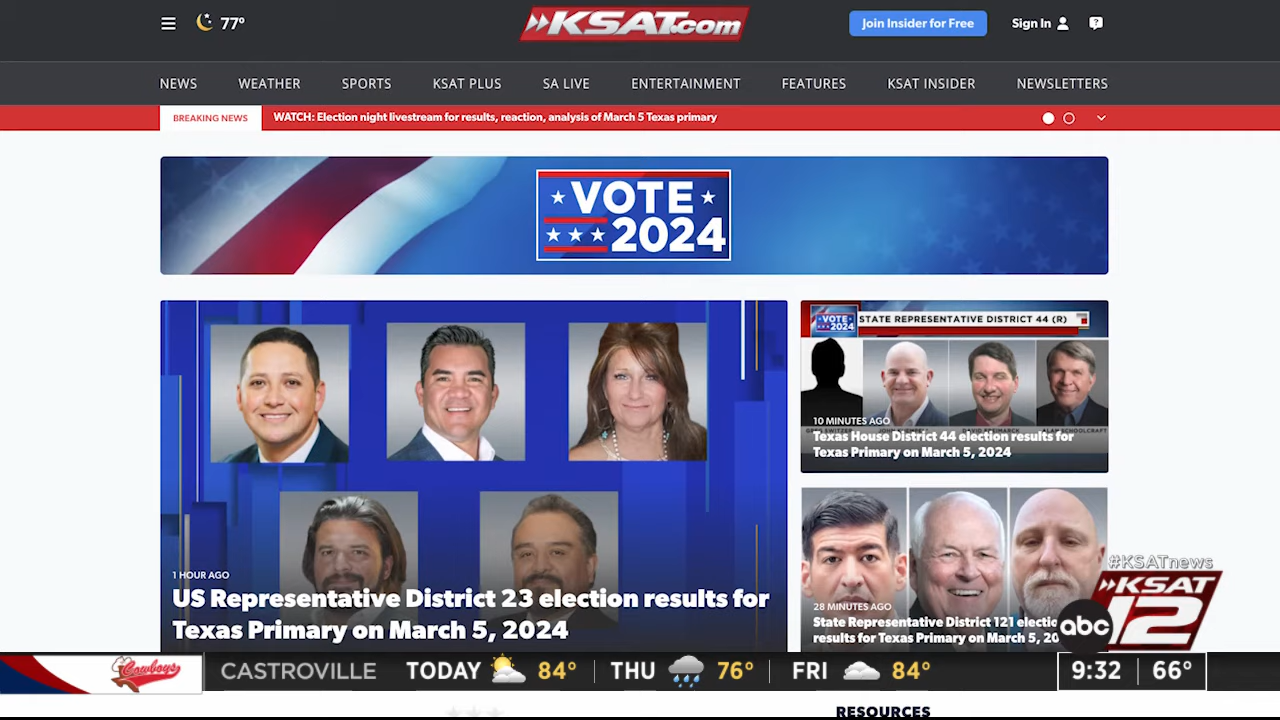 77°
KSAT.com
Join Insider for Free
Sign In
NEWS WEATHER SPORTS KSAT PLUS SA LIVE ENTERTAINMENT FEATURES KSAT INSIDER NEWSLETTERS
BREAKING NEWS
WATCH: Election night livestream for results, reaction, analysis of March 5 Texas primary
VOTE
2024
VOTE
2024
STATE REPRESENTATIVE DISTRICT 44 (R)
10 MINUTES AGO
Texas House District 44 election results for
Texas Primary on March 5, 2024
1 HOUR AGO
US Representative District 23 election results for
Texas Primary on March 5, 2024
28 MINUTES AGO
State Representative District 121 electio
results for Texas Primary on March 5, 20
#KSATnews
KSAT
abc 12
Cowboys
CASTROVILLE TODAY 84° THU 76° FRI 84° 9:32 66°
RESOURCES